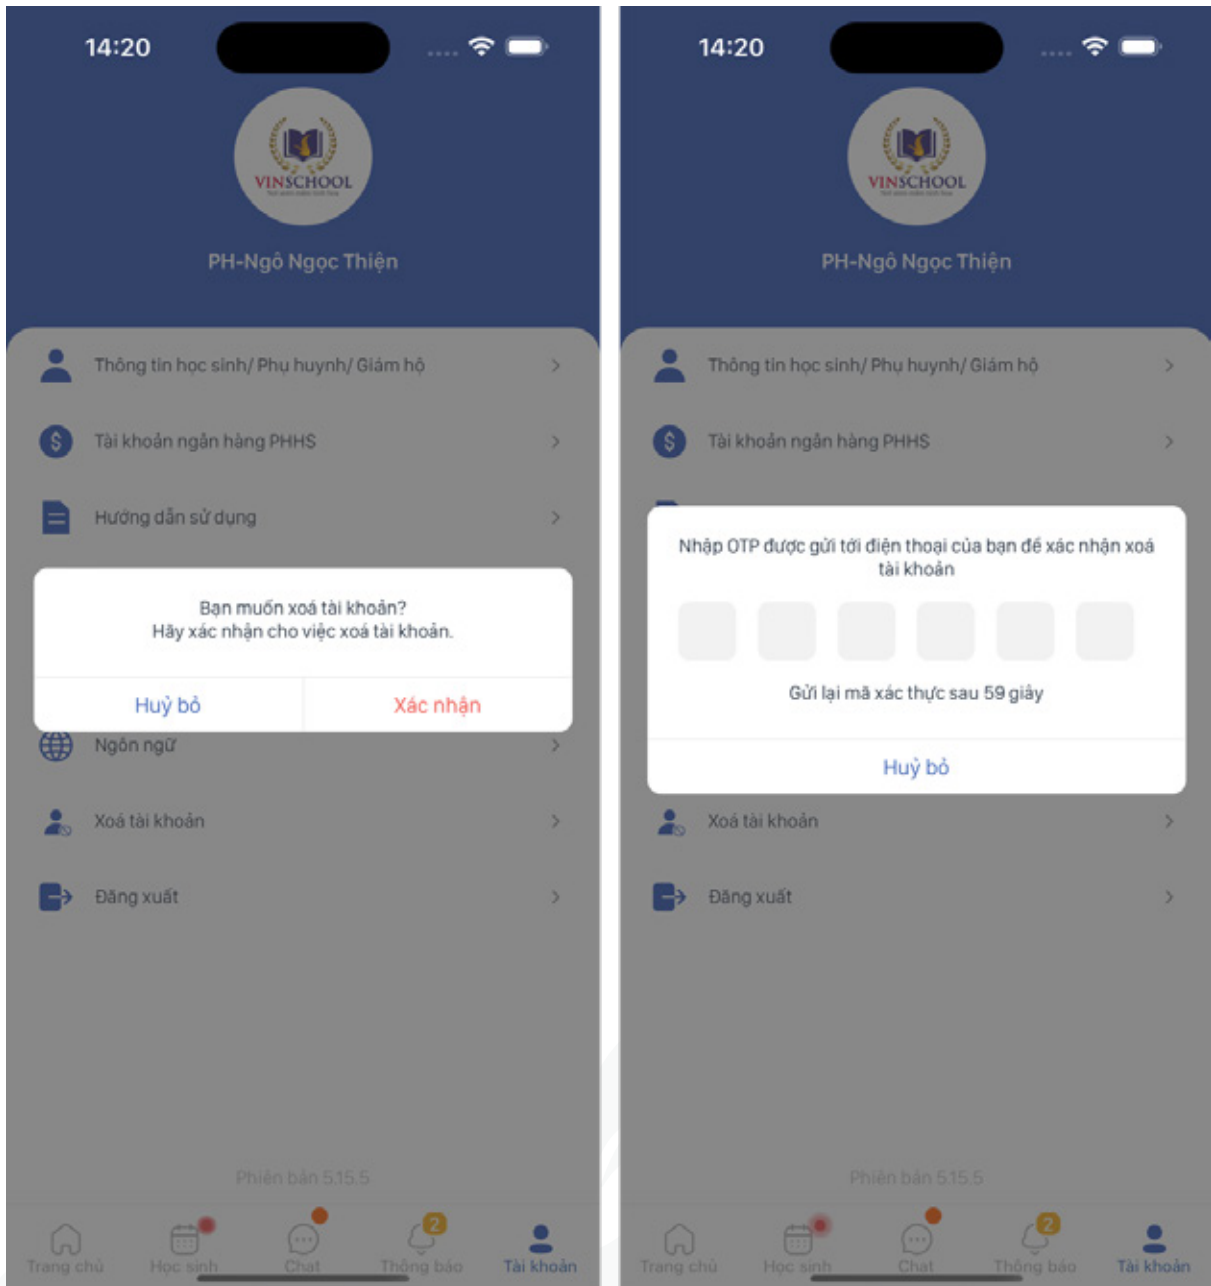 14:20
VINSCHOOL
PH-Ngô Ngọc Thiện
Thông tin học sinh/ Phụ huynh/ Giám hộ
Tài khoản ngân hàng PHHS
Hướng dẫn sử dụng
Bạn muốn xoá tài khoản?
Hãy xác nhận cho việc xoá tài khoản.
Huỷ bỏ
Xác nhận
Ngôn ngữ
Xoá tài khoản
Đăng xuất
Phiên bản 5.15.5
2
Trang chủ
Học sinh
Chat
Thông báo
Tài khoản
14:20
VINSCHOOL
PH-Ngô Ngọc Thiện
Thông tin học sinh/ Phụ huynh/ Giám hộ
Tài khoản ngân hàng PHHS
Nhập OTP được gửi tới điện thoại của bạn để xác nhận xoá
tài khoản
Gửi lại mã xác thực sau 59 giây
Huỷ bỏ
Xoá tài khoản
Đăng xuất
Phiên bản 5.15.5
2
Trang chủ
Học sinh
Chat
Thông báo
Tài khoản